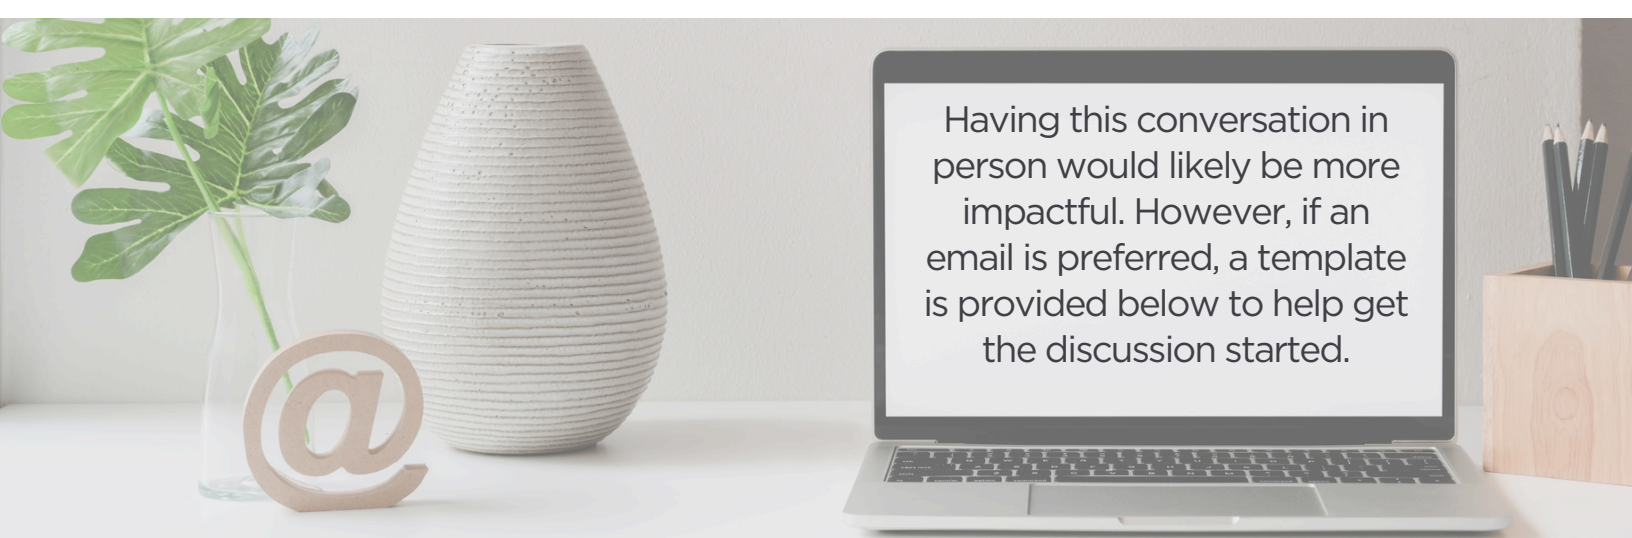 Having this conversation in
person would likely be more
impactful. However, if an
email is preferred, a template
is provided below to help get
the discussion started.
@